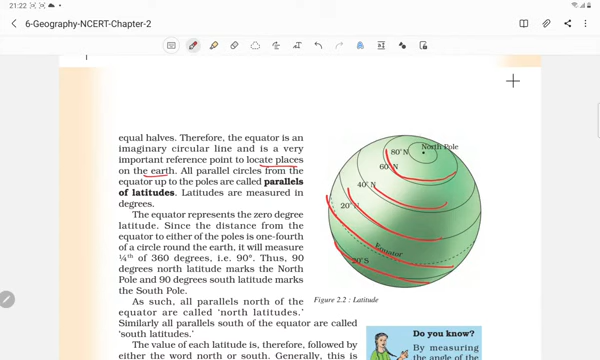 21:22
84%
6-Geography-NCERT-Chapter-2
equal halves. Therefore, the equator is an
imaginary circular line and is a very
important reference point to locate places
on the earth. All parallel circles from the
equator up to the poles are called parallels
of latitudes. Latitudes are measured in
degrees.
The equator represents the zero degree
latitude. Since the distance from the
equator to either of the poles is one-fourth
of a circle round the earth, it will measure
¼th of 360 degrees, i.e. 90°. Thus, 90
degrees north latitude marks the North
Pole and 90 degrees south latitude marks
the South Pole.
As such, all parallels north of the
equator are called ‘north latitudes.’
Similarly all parallels south of the equator are called
‘south latitudes.’
The value of each latitude is, therefore, followed by
either the word north or south. Generally, this is
North Pole
80°N
60°N
40°N
20°N
Equator
20°S
Figure 2.2 : Latitude
Do you know?
By measuring
the angle of the